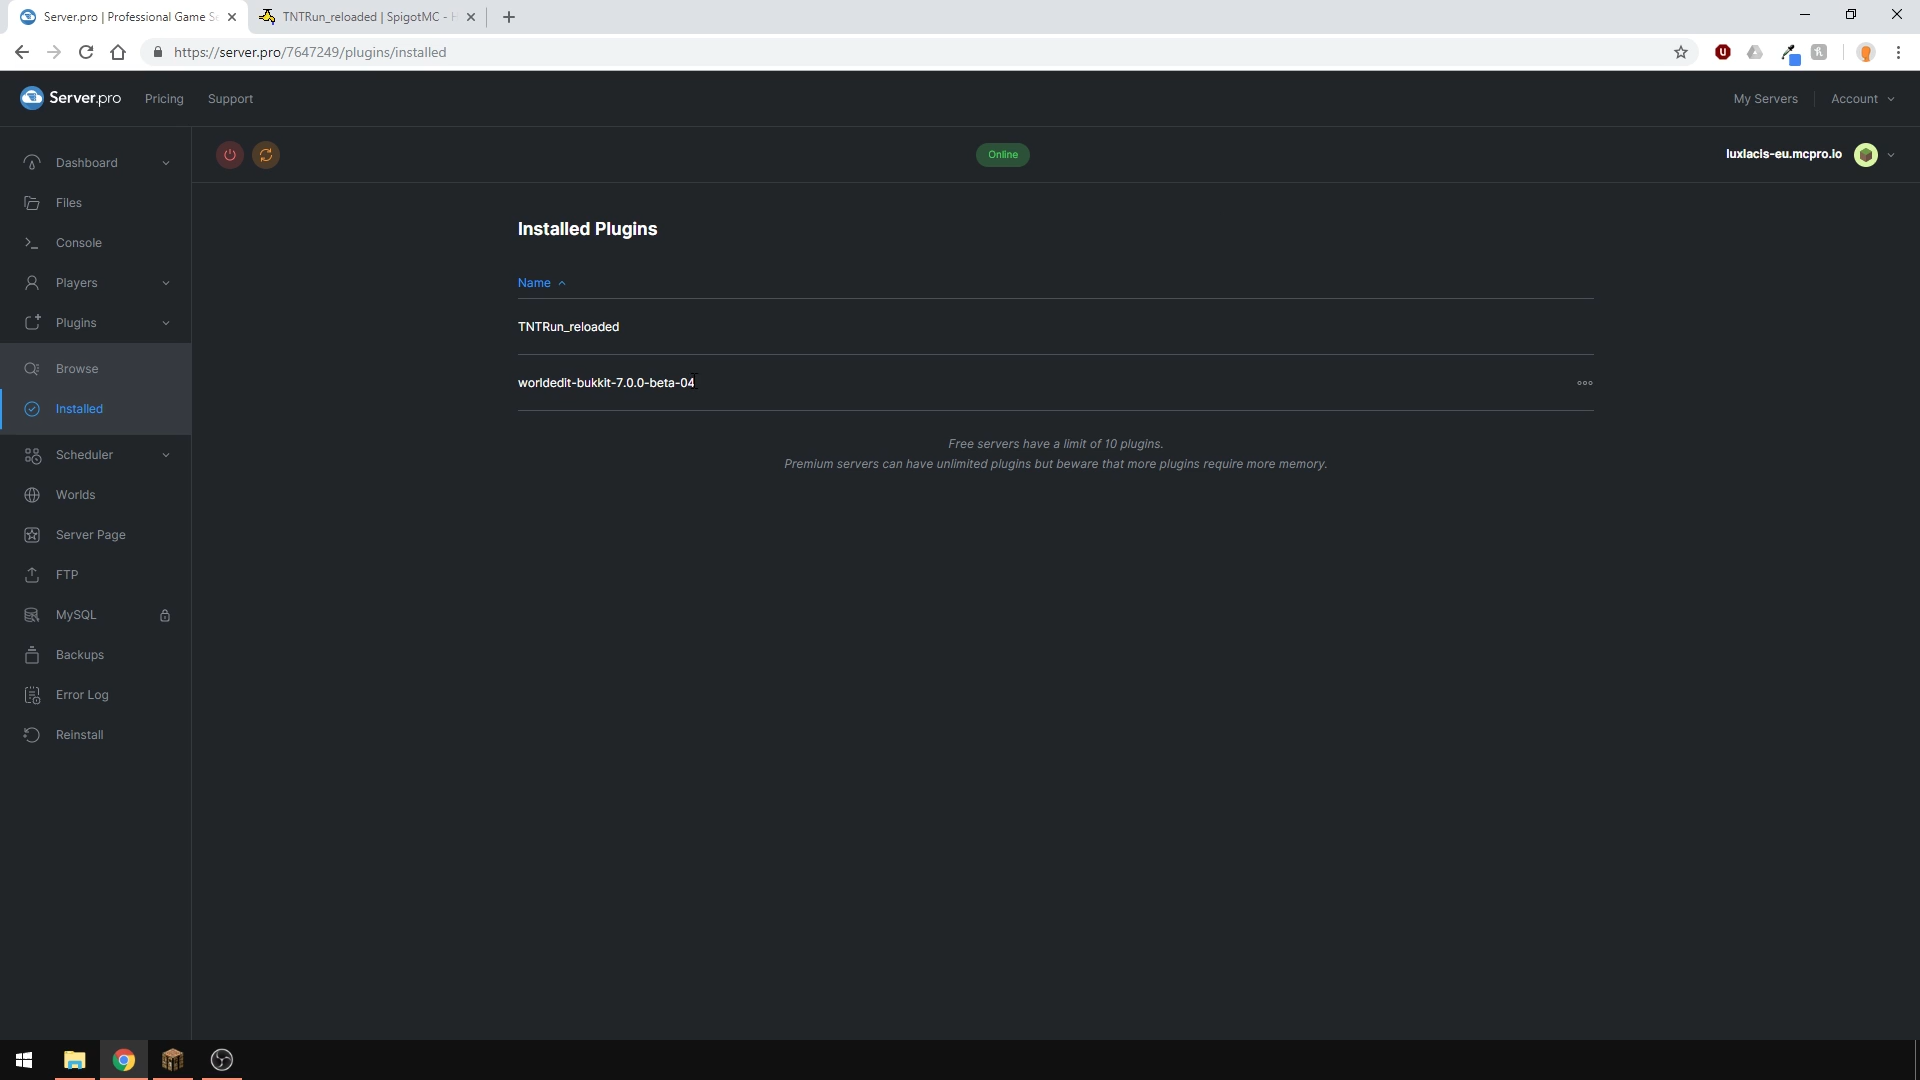 Server.pro | Professional Game Se
TNTRun_reloaded | SpigotMC - H
https://server.pro/7647249/plugins/installed
Server.pro
Pricing
Support
My Servers
Account
Dashboard
Online
luxlacis-eu.mcpro.io
Files
Console
Players
Plugins
Browse
Installed
Scheduler
Worlds
Server Page
FTP
MySQL
Backups
Error Log
Reinstall
Installed Plugins
Name
TNTRun_reloaded
worldedit-bukkit-7.0.0-beta-04
Free servers have a limit of 10 plugins.
Premium servers can have unlimited plugins but beware that more plugins require more memory.